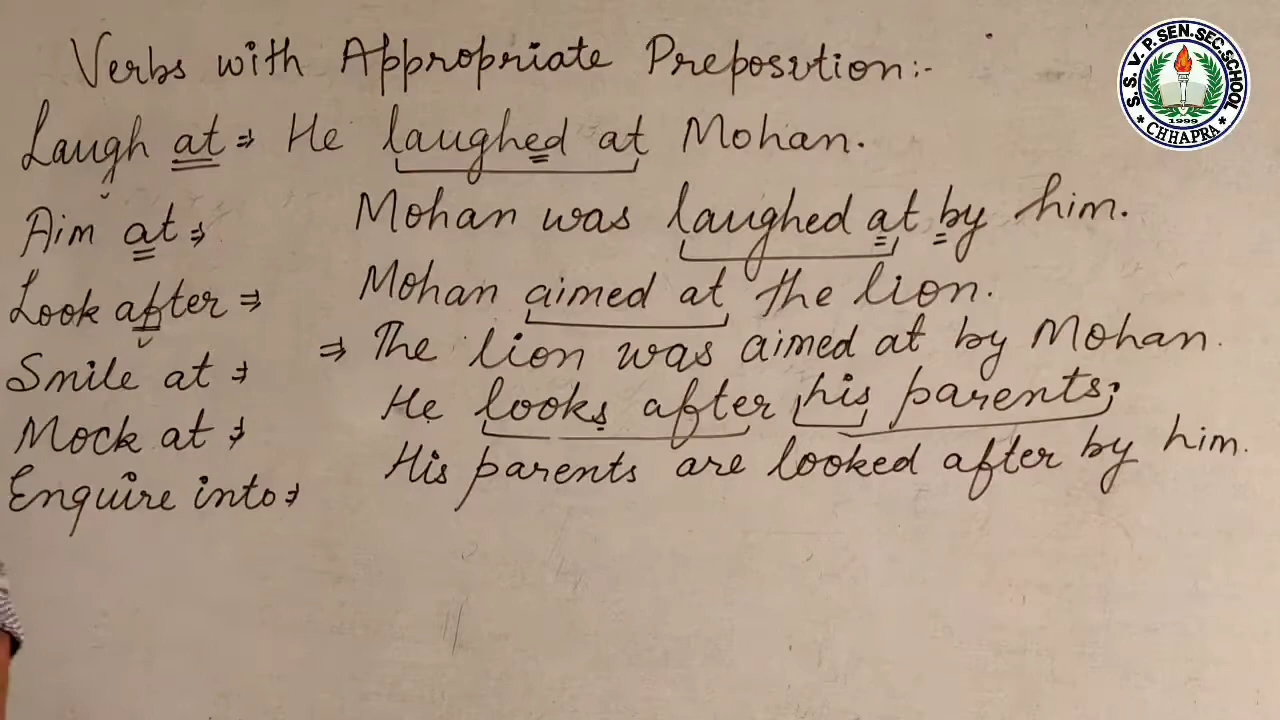 Verbs with Appropriate Preposition:-
Laugh at ⇒ He laughed at Mohan.
Mohan was laughed at by him.
Aim at ⇒
Mohan aimed at the lion.
Look after ⇒
⇒ The lion was aimed at by Mohan.
Smile at ⇒
He looks after his parents;
Mock at ⇒
His parents are looked after by him.
Enquire into ⇒
S. S. V. P. SEN. SEC. SCHOOL
1999
* CHHAPRA *